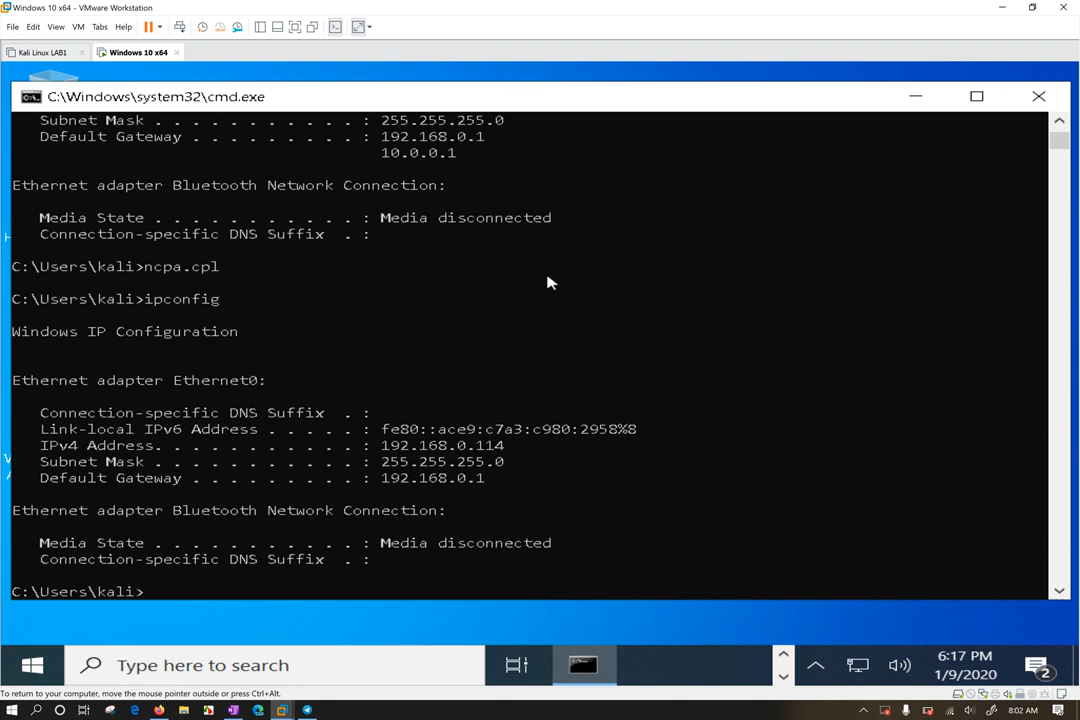 Windows 10 x64 - VMware Workstation
File Edit View VM Tabs Help
Kali Linux LAB1 Windows 10 x64
C:\Windows\system32\cmd.exe
Subnet Mask . . . . . . . . . . . : 255.255.255.0
Default Gateway . . . . . . . . . : 192.168.0.1
10.0.0.1
Ethernet adapter Bluetooth Network Connection:
Media State . . . . . . . . . . . : Media disconnected
Connection-specific DNS Suffix . :
C:\Users\kali>ncpa.cpl
C:\Users\kali>ipconfig
Windows IP Configuration
Ethernet adapter Ethernet0:
Connection-specific DNS Suffix . :
Link-local IPv6 Address . . . . . : fe80::ace9:c7a3:c980:2958%8
IPv4 Address. . . . . . . . . . . : 192.168.0.114
Subnet Mask . . . . . . . . . . . : 255.255.255.0
Default Gateway . . . . . . . . . : 192.168.0.1
Ethernet adapter Bluetooth Network Connection:
Media State . . . . . . . . . . . : Media disconnected
Connection-specific DNS Suffix . :
C:\Users\kali>
Type here to search
6:17 PM
1/9/2020
2
To return to your computer, move the mouse pointer outside or press Ctrl+Alt.
8:02 AM